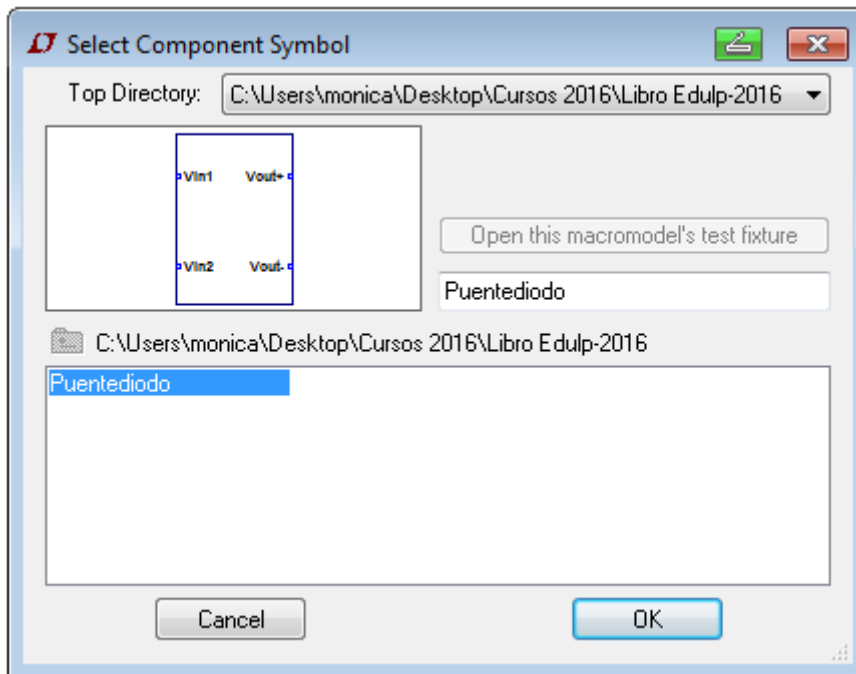 Select Component Symbol
Top Directory: C:\Users\monica\Desktop\Cursos 2016\Libro Edulp-2016
Vin1 Vout+
Vin2 Vout-
Open this macromodel's test fixture
Puentediodo
C:\Users\monica\Desktop\Cursos 2016\Libro Edulp-2016
Puentediodo
Cancel OK